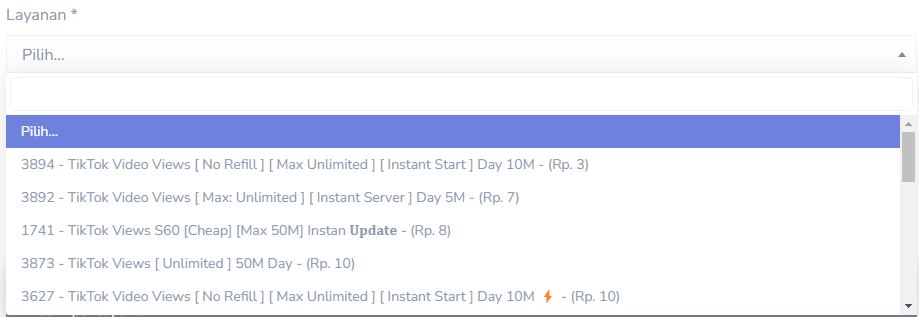 Layanan *
Pilih...
Pilih...
3894 - TikTok Video Views [ No Refill ] [ Max Unlimited ] [ Instant Start ] Day 10M - (Rp. 3)
3892 - TikTok Video Views [ Max: Unlimited ] [ Instant Server ] Day 5M - (Rp. 7)
1741 - TikTok Views S60 [Cheap] [Max 50M] Instan Update - (Rp. 8)
3873 - TikTok Views [ Unlimited ] 50M Day - (Rp. 10)
3627 - TikTok Video Views [ No Refill ] [ Max Unlimited ] [ Instant Start ] Day 10M ⚡ - (Rp. 10)